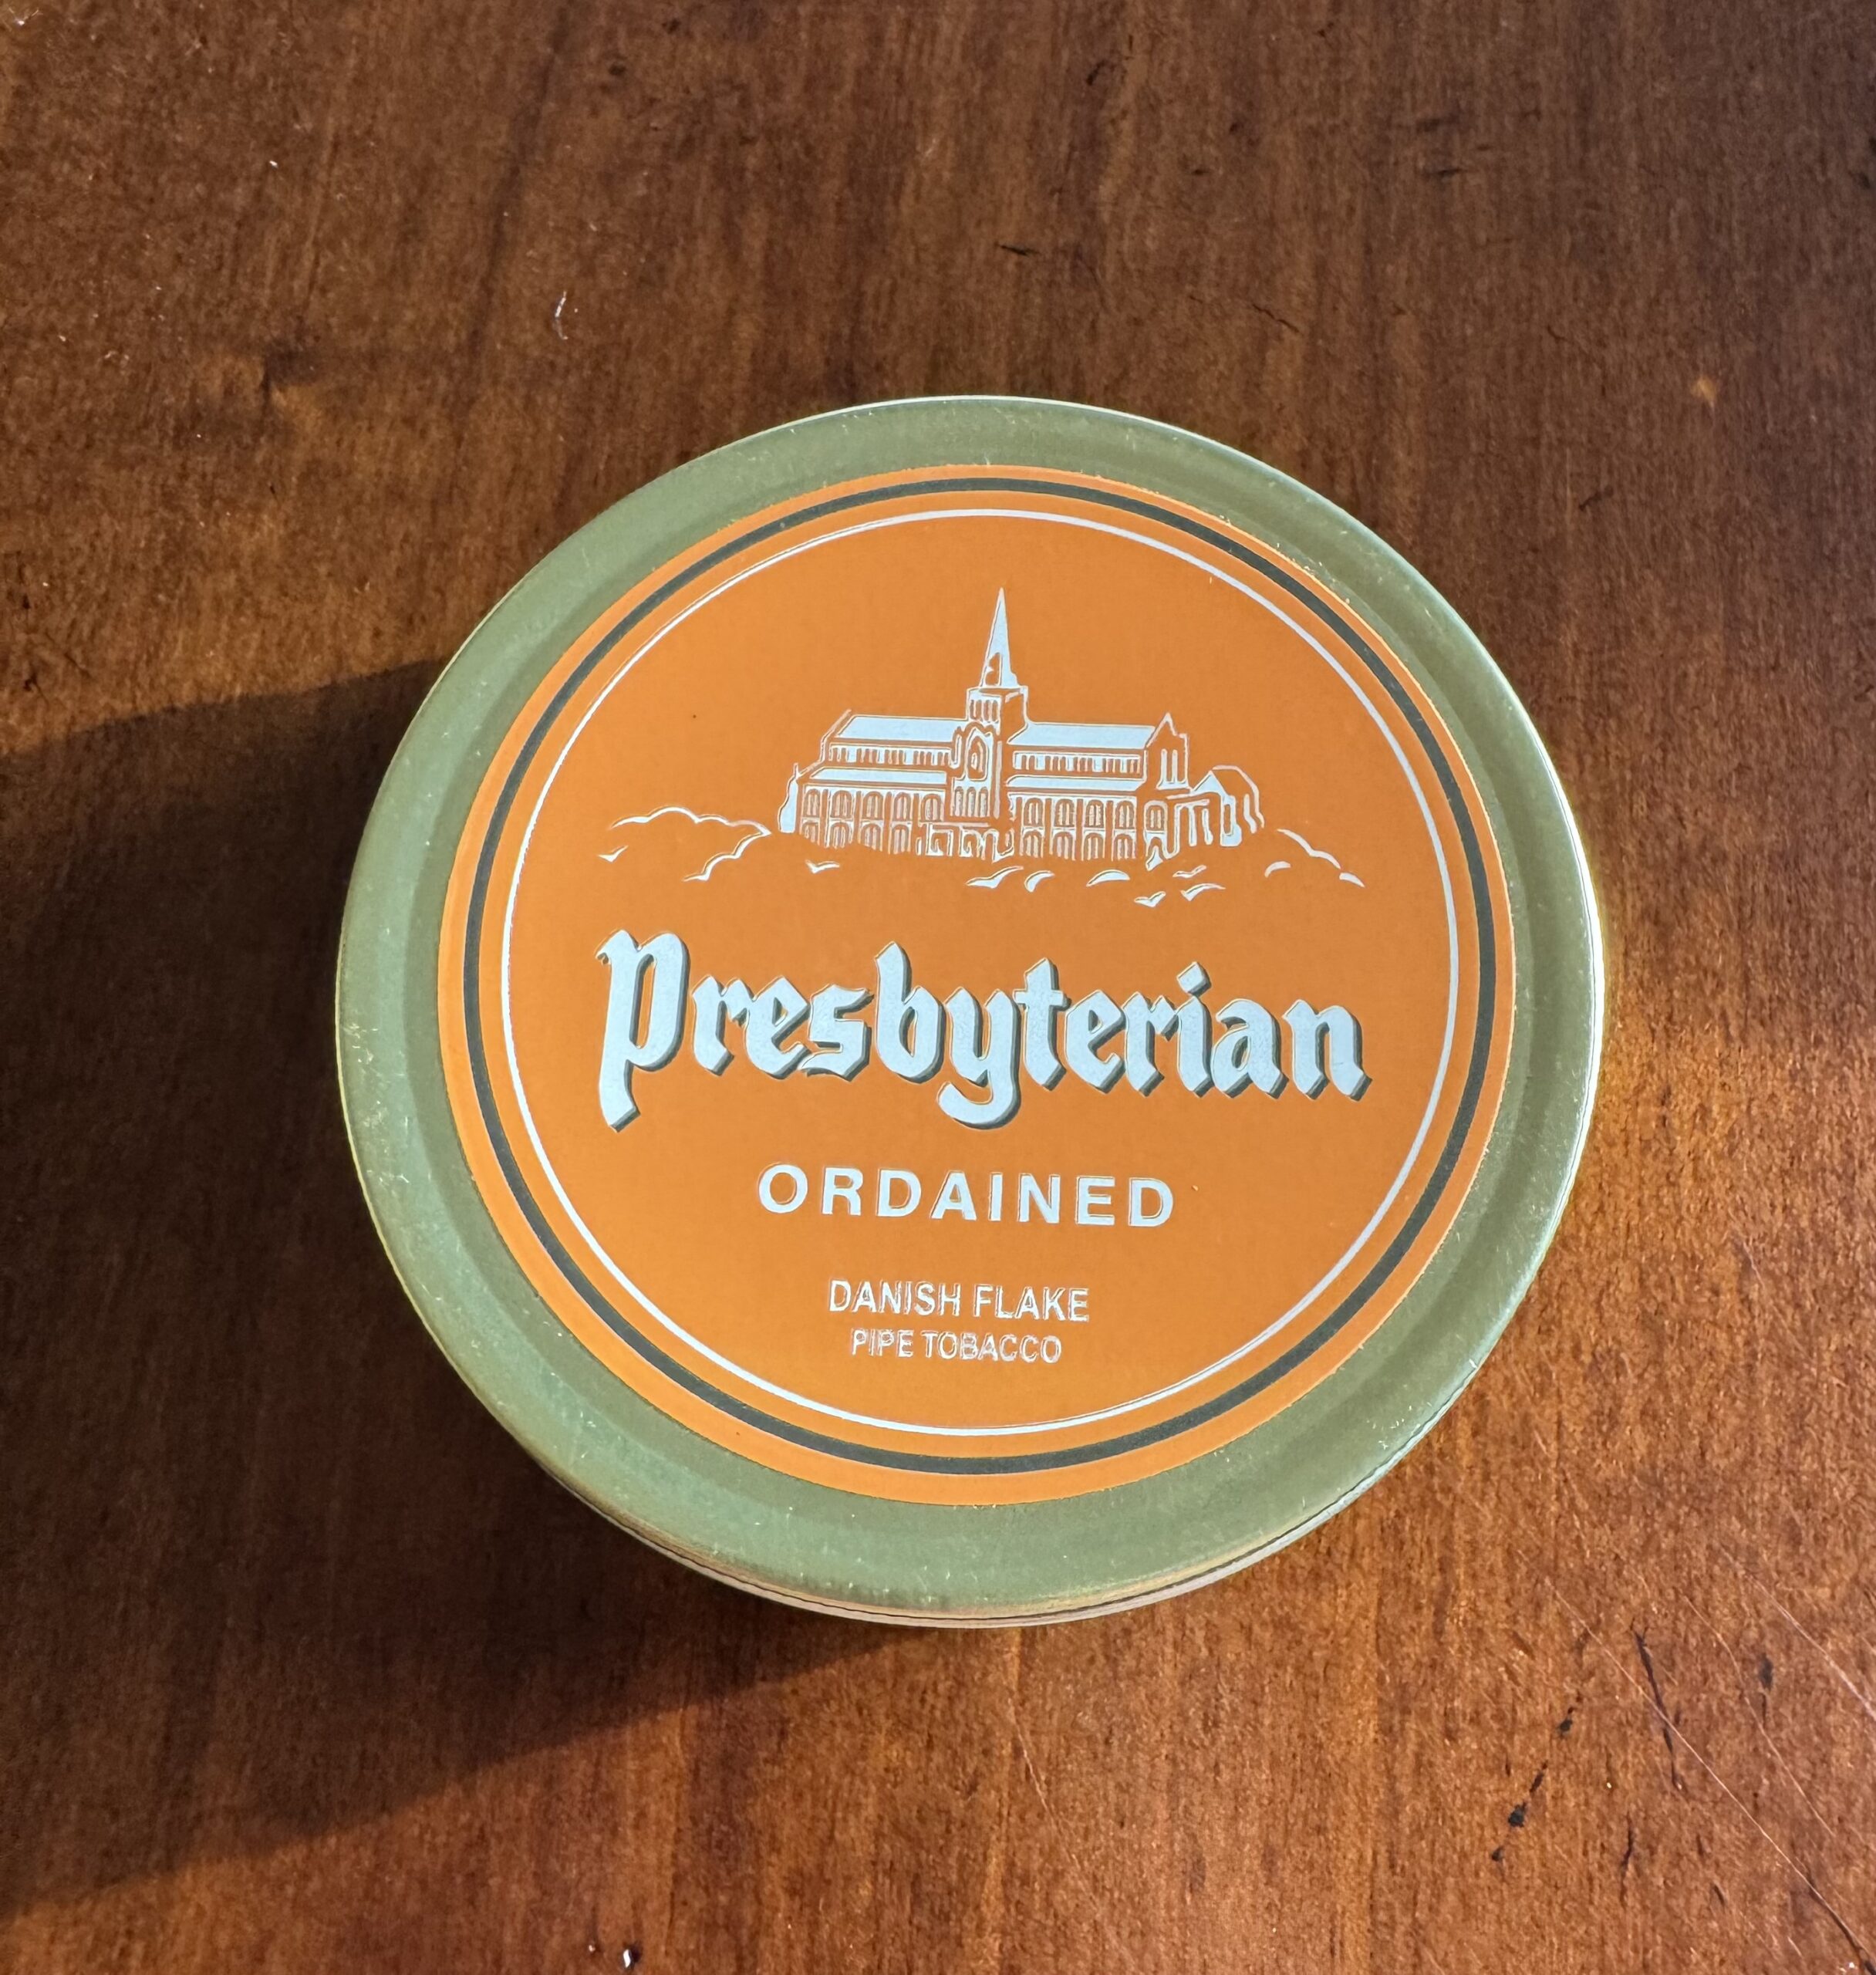 Presbyterian
ORDAINED
DANISH FLAKE
PIPE TOBACCO